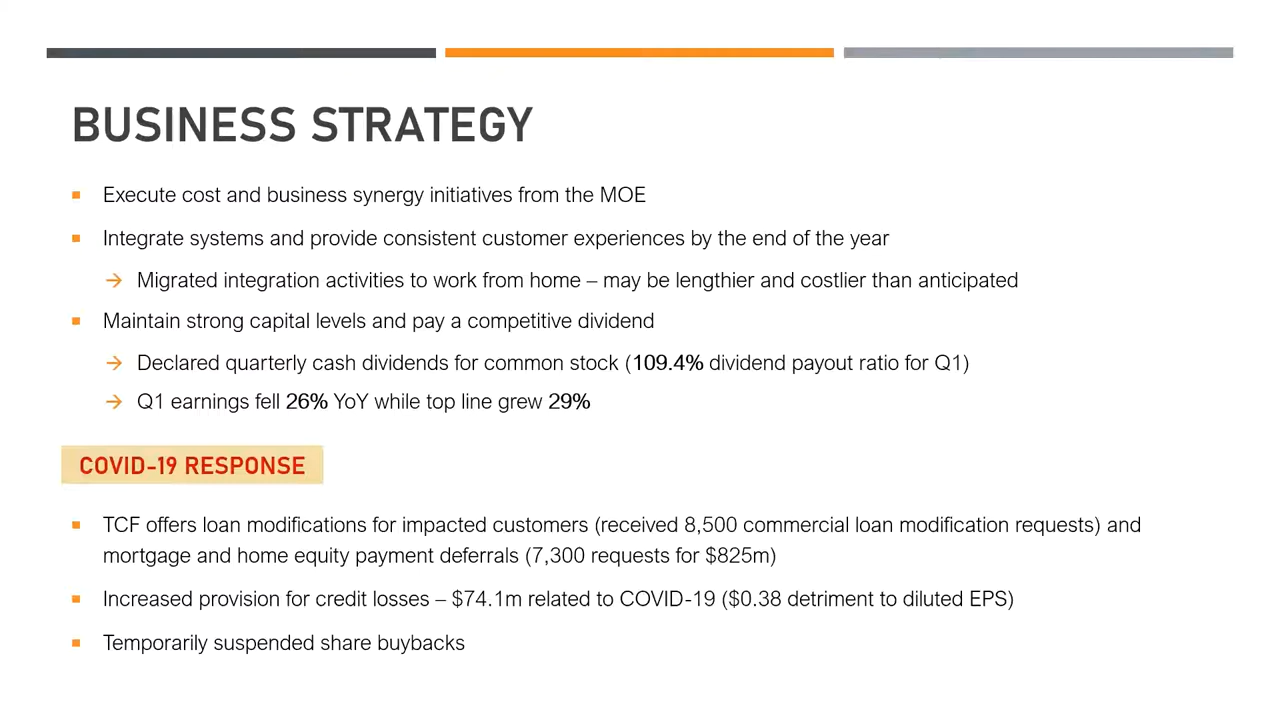 BUSINESS STRATEGY
Execute cost and business synergy initiatives from the MOE
Integrate systems and provide consistent customer experiences by the end of the year
Migrated integration activities to work from home – may be lengthier and costlier than anticipated
Maintain strong capital levels and pay a competitive dividend
Declared quarterly cash dividends for common stock (109.4% dividend payout ratio for Q1)
Q1 earnings fell 26% YoY while top line grew 29%
COVID-19 RESPONSE
TCF offers loan modifications for impacted customers (received 8,500 commercial loan modification requests) and
mortgage and home equity payment deferrals (7,300 requests for $825m)
Increased provision for credit losses – $74.1m related to COVID-19 ($0.38 detriment to diluted EPS)
Temporarily suspended share buybacks